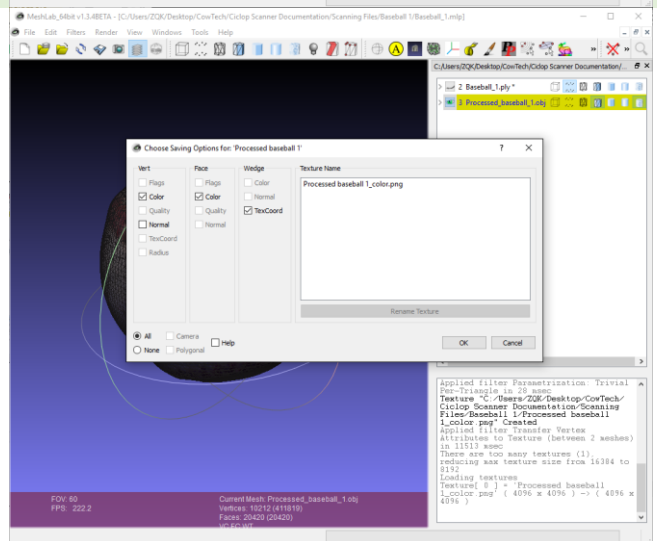 MeshLab_64bit v1.3.4BETA - [C:/Users/ZQK/Desktop/CowTech/Ciclop Scanner Documentation/Scanning Files/Baseball 1/Baseball_1.mlp]
File Edit Filters Render View Windows Tools Help
C:/Users/ZQK/Desktop/CowTech/Ciclop Scanner Documentation/...
2 Baseball_1.ply *
3 Processed_baseball_1.obj
Choose Saving Options for: 'Processed baseball 1'
Vert Face Wedge Texture Name
Flags Flags Color Processed baseball 1_color.png
Color Color Normal
Quality Quality TexCoord
Normal Normal
TexCoord
Radius
Rename Texture
All Camera Help
None Polygonal
OK Cancel
Applied filter Parametrization: Trivial
Per-Triangle in 28 msec
Texture "C:/Users/ZQK/Desktop/CowTech/
Ciclop Scanner Documentation/Scanning
Files/Baseball 1/Processed baseball
1_color.png" Created
Applied filter Transfer Vertex
Attributes to Texture (between 2 meshes)
in 11513 msec
There are too many textures (1).
reducing max texture size from 16384 to
8192
Loading textures
Texture[ 0 ] = 'Processed baseball
1_color.png' ( 4096 x 4096 ) -> ( 4096 x
4096 )
FOV: 60
FPS: 222.2
Current Mesh: Processed_baseball_1.obj
Vertices: 10212 (411819)
Faces: 20420 (20420)
VC FC WT